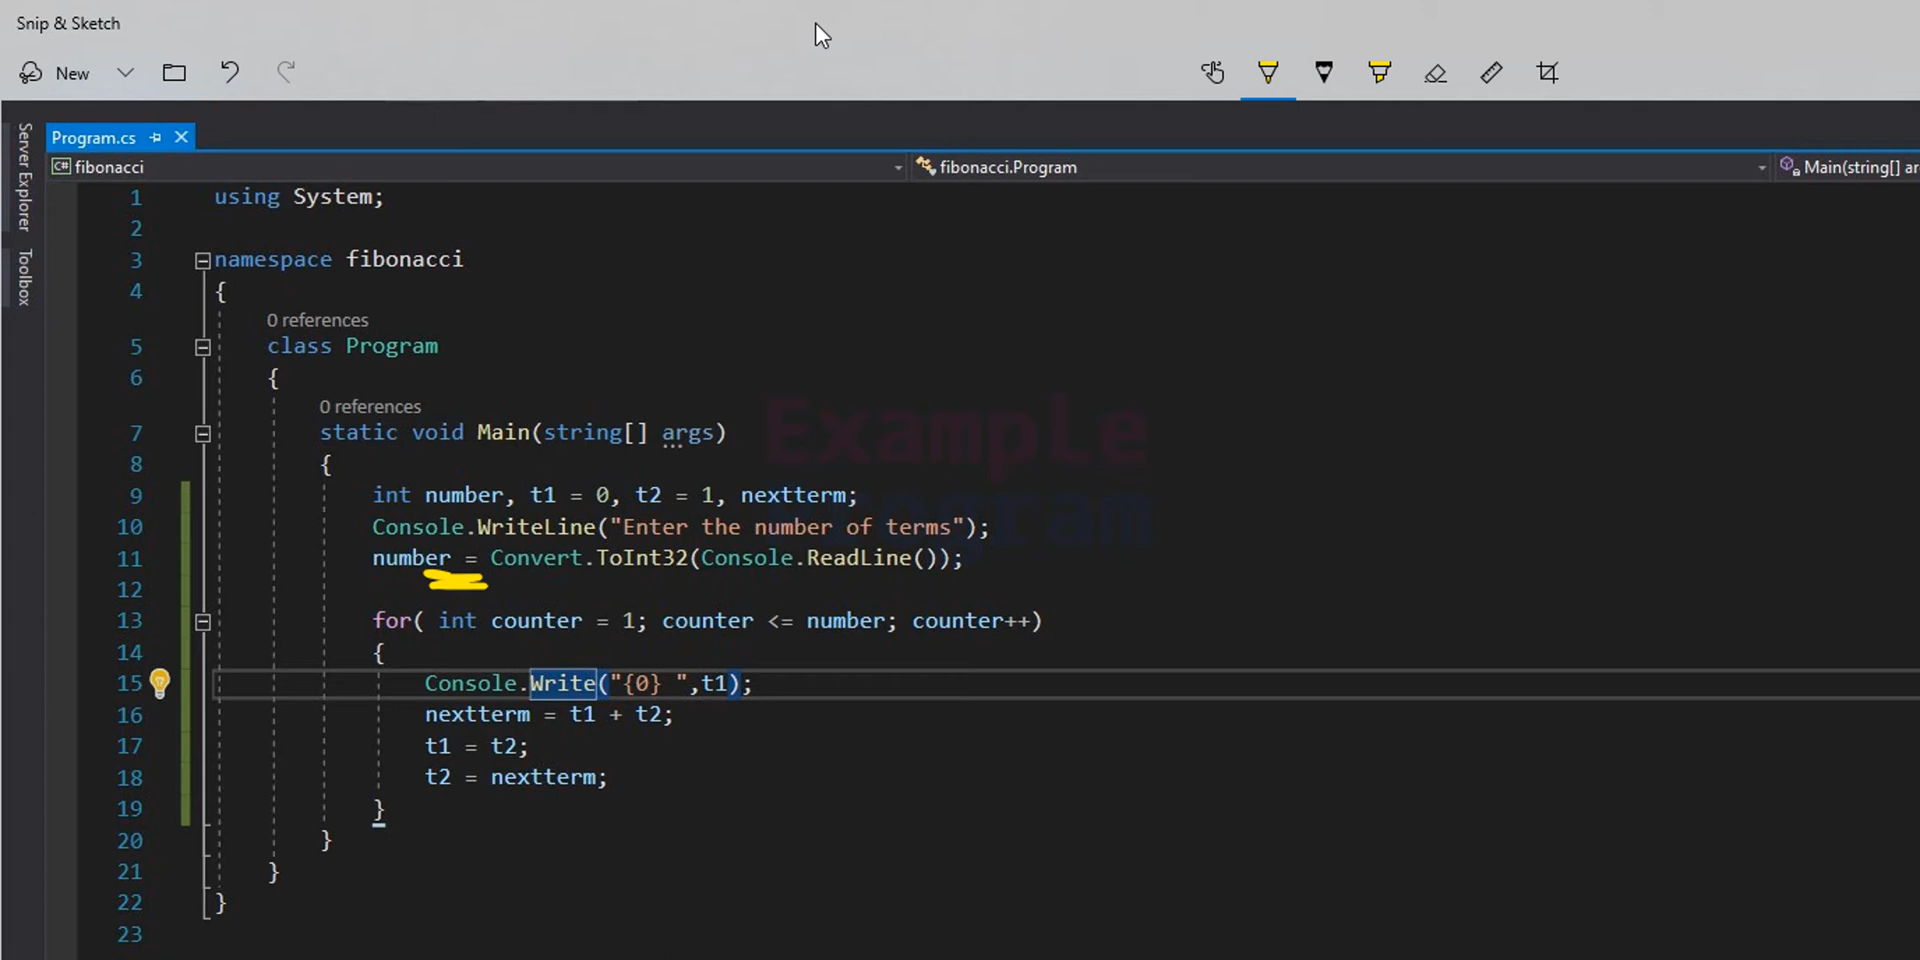 Snip & Sketch
New
Server Explorer
Toolbox
Program.cs
C# fibonacci
fibonacci.Program
Main(string[] ar
1 using System;
2
3 namespace fibonacci
4 {
0 references
5 class Program
6 {
0 references
7 static void Main(string[] args)
8 {
9 int number, t1 = 0, t2 = 1, nextterm;
10 Console.WriteLine("Enter the number of terms");
11 number = Convert.ToInt32(Console.ReadLine());
12
13 for( int counter = 1; counter <= number; counter++)
14 {
15 Console.Write("{0} ",t1);
16 nextterm = t1 + t2;
17 t1 = t2;
18 t2 = nextterm;
19 }
20 }
21 }
22 }
23
Example
Program